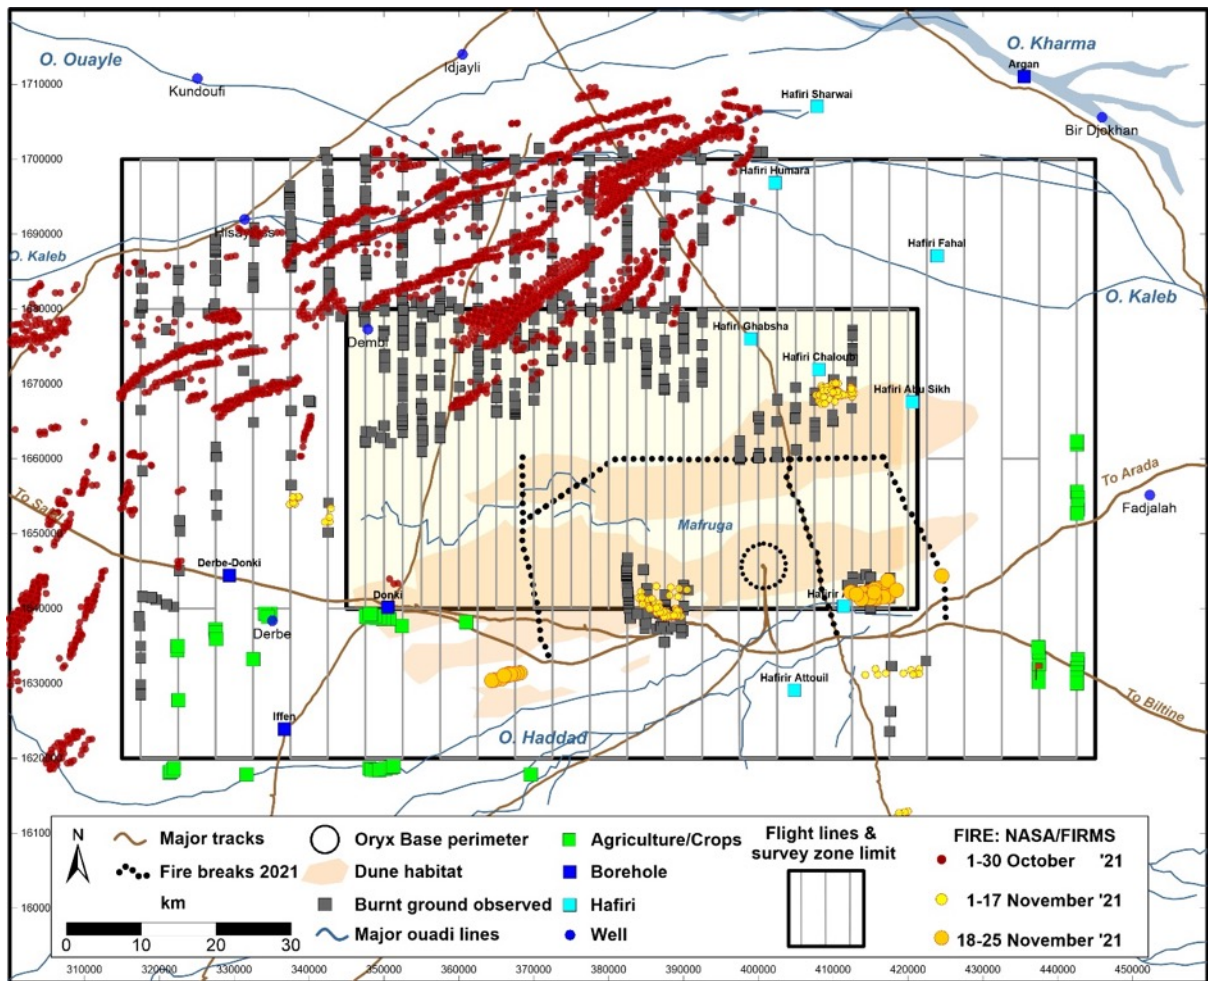 O. Ouayle
Idjayli
O. Kharma
Argan
1710000
Kundoufi
Hafiri Sharwai
Bir Djekhan
1700000
Hafiri Humara
1690000
Hisayniss
Hafiri Fahal
O. Kaleb
O. Kaleb
1680000
Dembi
Hafiri Ghabsha
Hafiri Chaloub
1670000
Hafiri Abu Sikh
1660000
To Arada
To Sala
Fadjalah
Mafruga
1650000
Derbe-Donki
Donki
Hafirir
1640000
Derbe
1630000
Hafirir Attouil
To Biltine
Iffen
O. Haddad
1620000
16100
N
Major tracks
Oryx Base perimeter
Agriculture/Crops
Flight lines &
survey zone limit
FIRE: NASA/FIRMS
Fire breaks 2021
Dune habitat
Borehole
1-30 October '21
km
Burnt ground observed
Hafiri
1-17 November '21
16000
0 10 20 30
Major ouadi lines
Well
18-25 November '21
310000 320000 330000 340000 350000 360000 370000 380000 390000 400000 410000 420000 430000 440000 450000